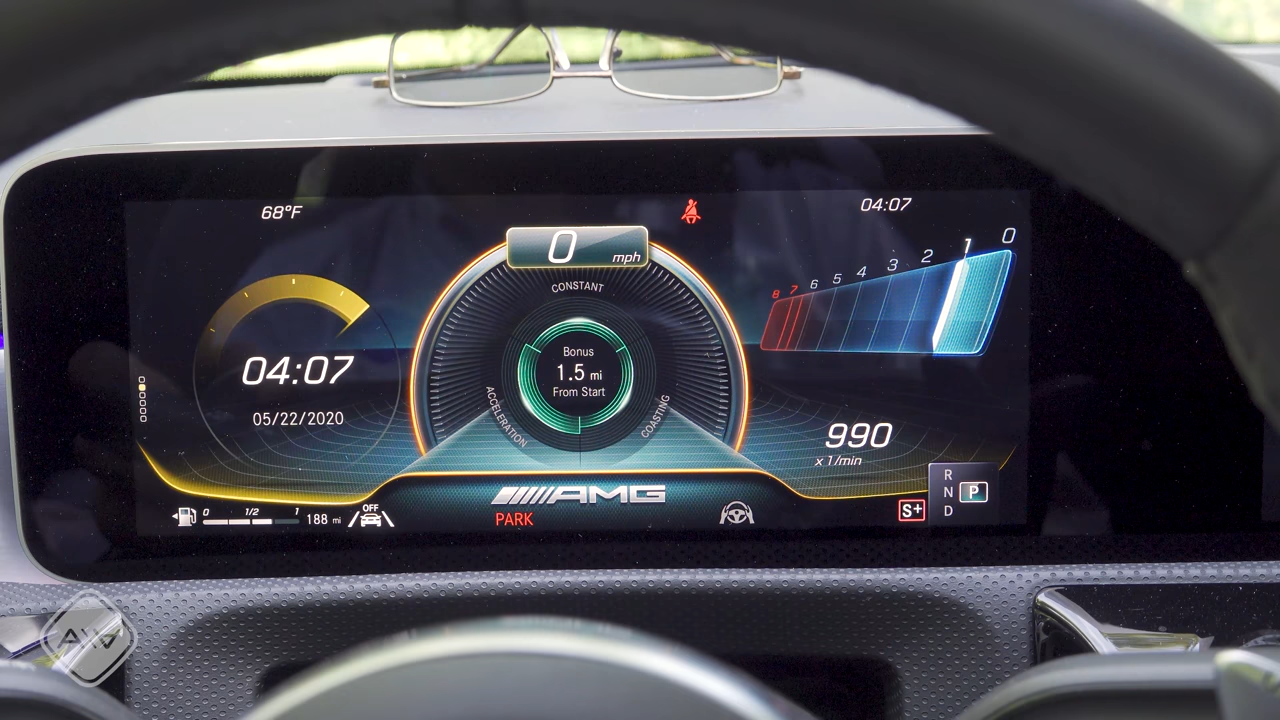 68°F
04:07
0 mph
CONSTANT
Bonus
1.5 mi
From Start
ACCELERATION
COASTING
04:07
05/22/2020
8 7 6 5 4 3 2 1 0
990
x 1/min
AMG
PARK
0 1/2 1 188 mi
OFF
S+
R
N P
D